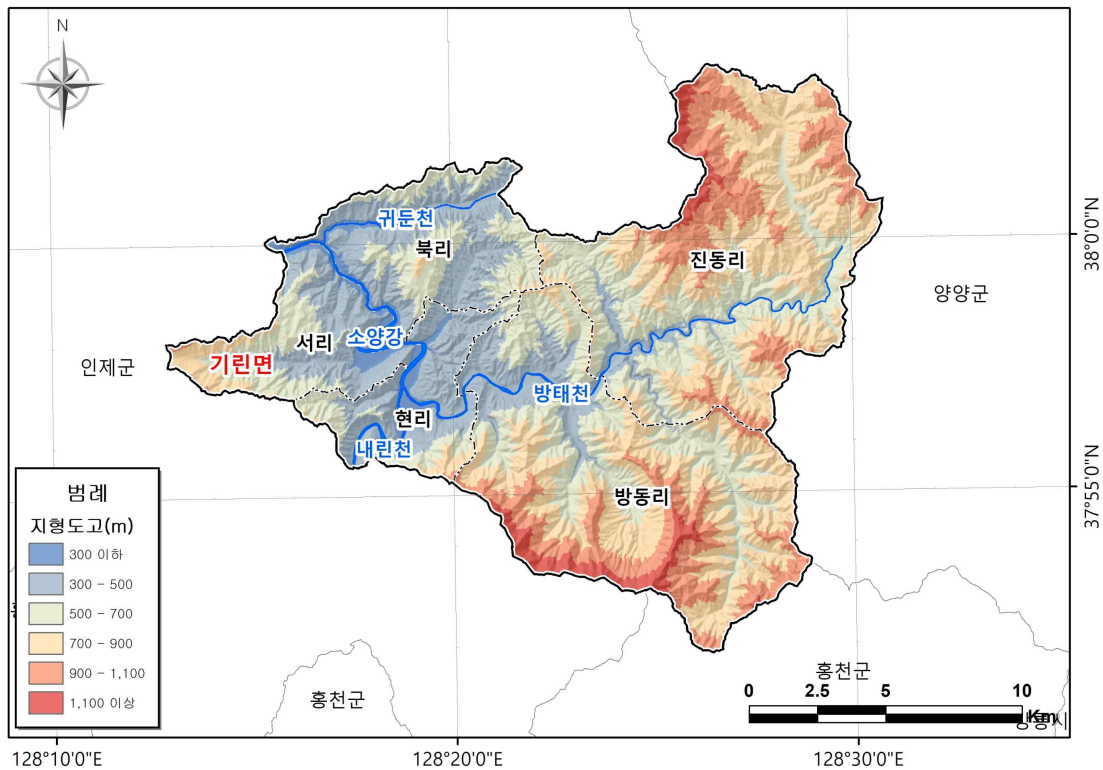 N
귀둔천
북리
진동리
38°0'0"N
양양군
소양강
서리
기린면
인제군
방태천
현리
내린천
방동리
37°55'0"N
범례
지형도고(m)
300 이하
300 - 500
500 - 700
700 - 900
900 - 1,100
1,100 이상
홍천군
홍천군
0 2.5 5 10
Km
128°10'0"E 128°20'0"E 128°30'0"E